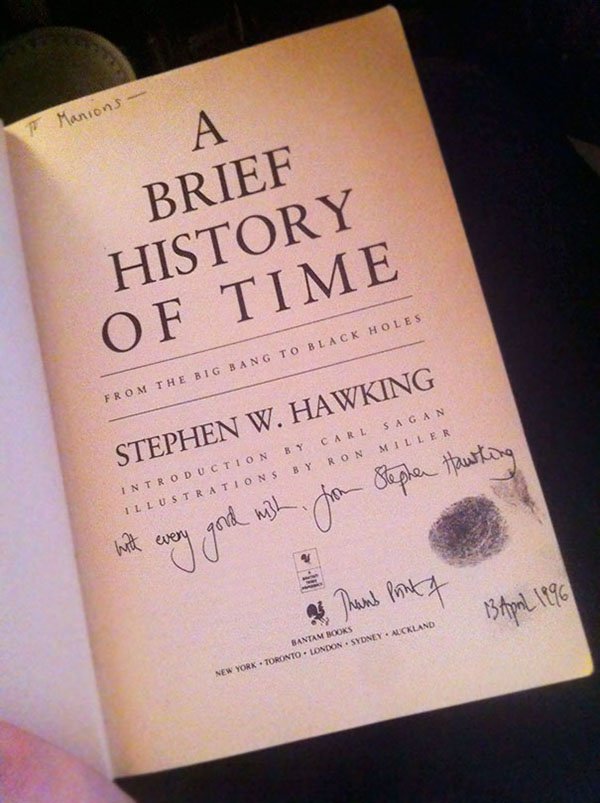 Manions —
A
BRIEF
HISTORY
OF TIME
FROM THE BIG BANG TO BLACK HOLES
STEPHEN W. HAWKING
INTRODUCTION BY CARL SAGAN
ILLUSTRATIONS BY RON MILLER
with every good wish, from Stephen Hawking
Thumb Print
13 April 1996
BANTAM BOOKS
NEW YORK • TORONTO • LONDON • SYDNEY • AUCKLAND